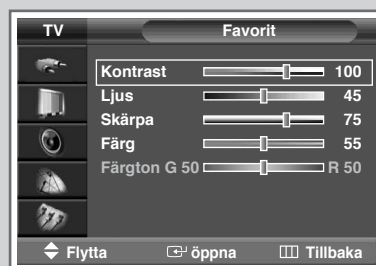 TV Favorit
Kontrast 100
Ljus 45
Skärpa 75
Färg 55
Färgton G 50 R 50
Flytta öppna Tillbaka